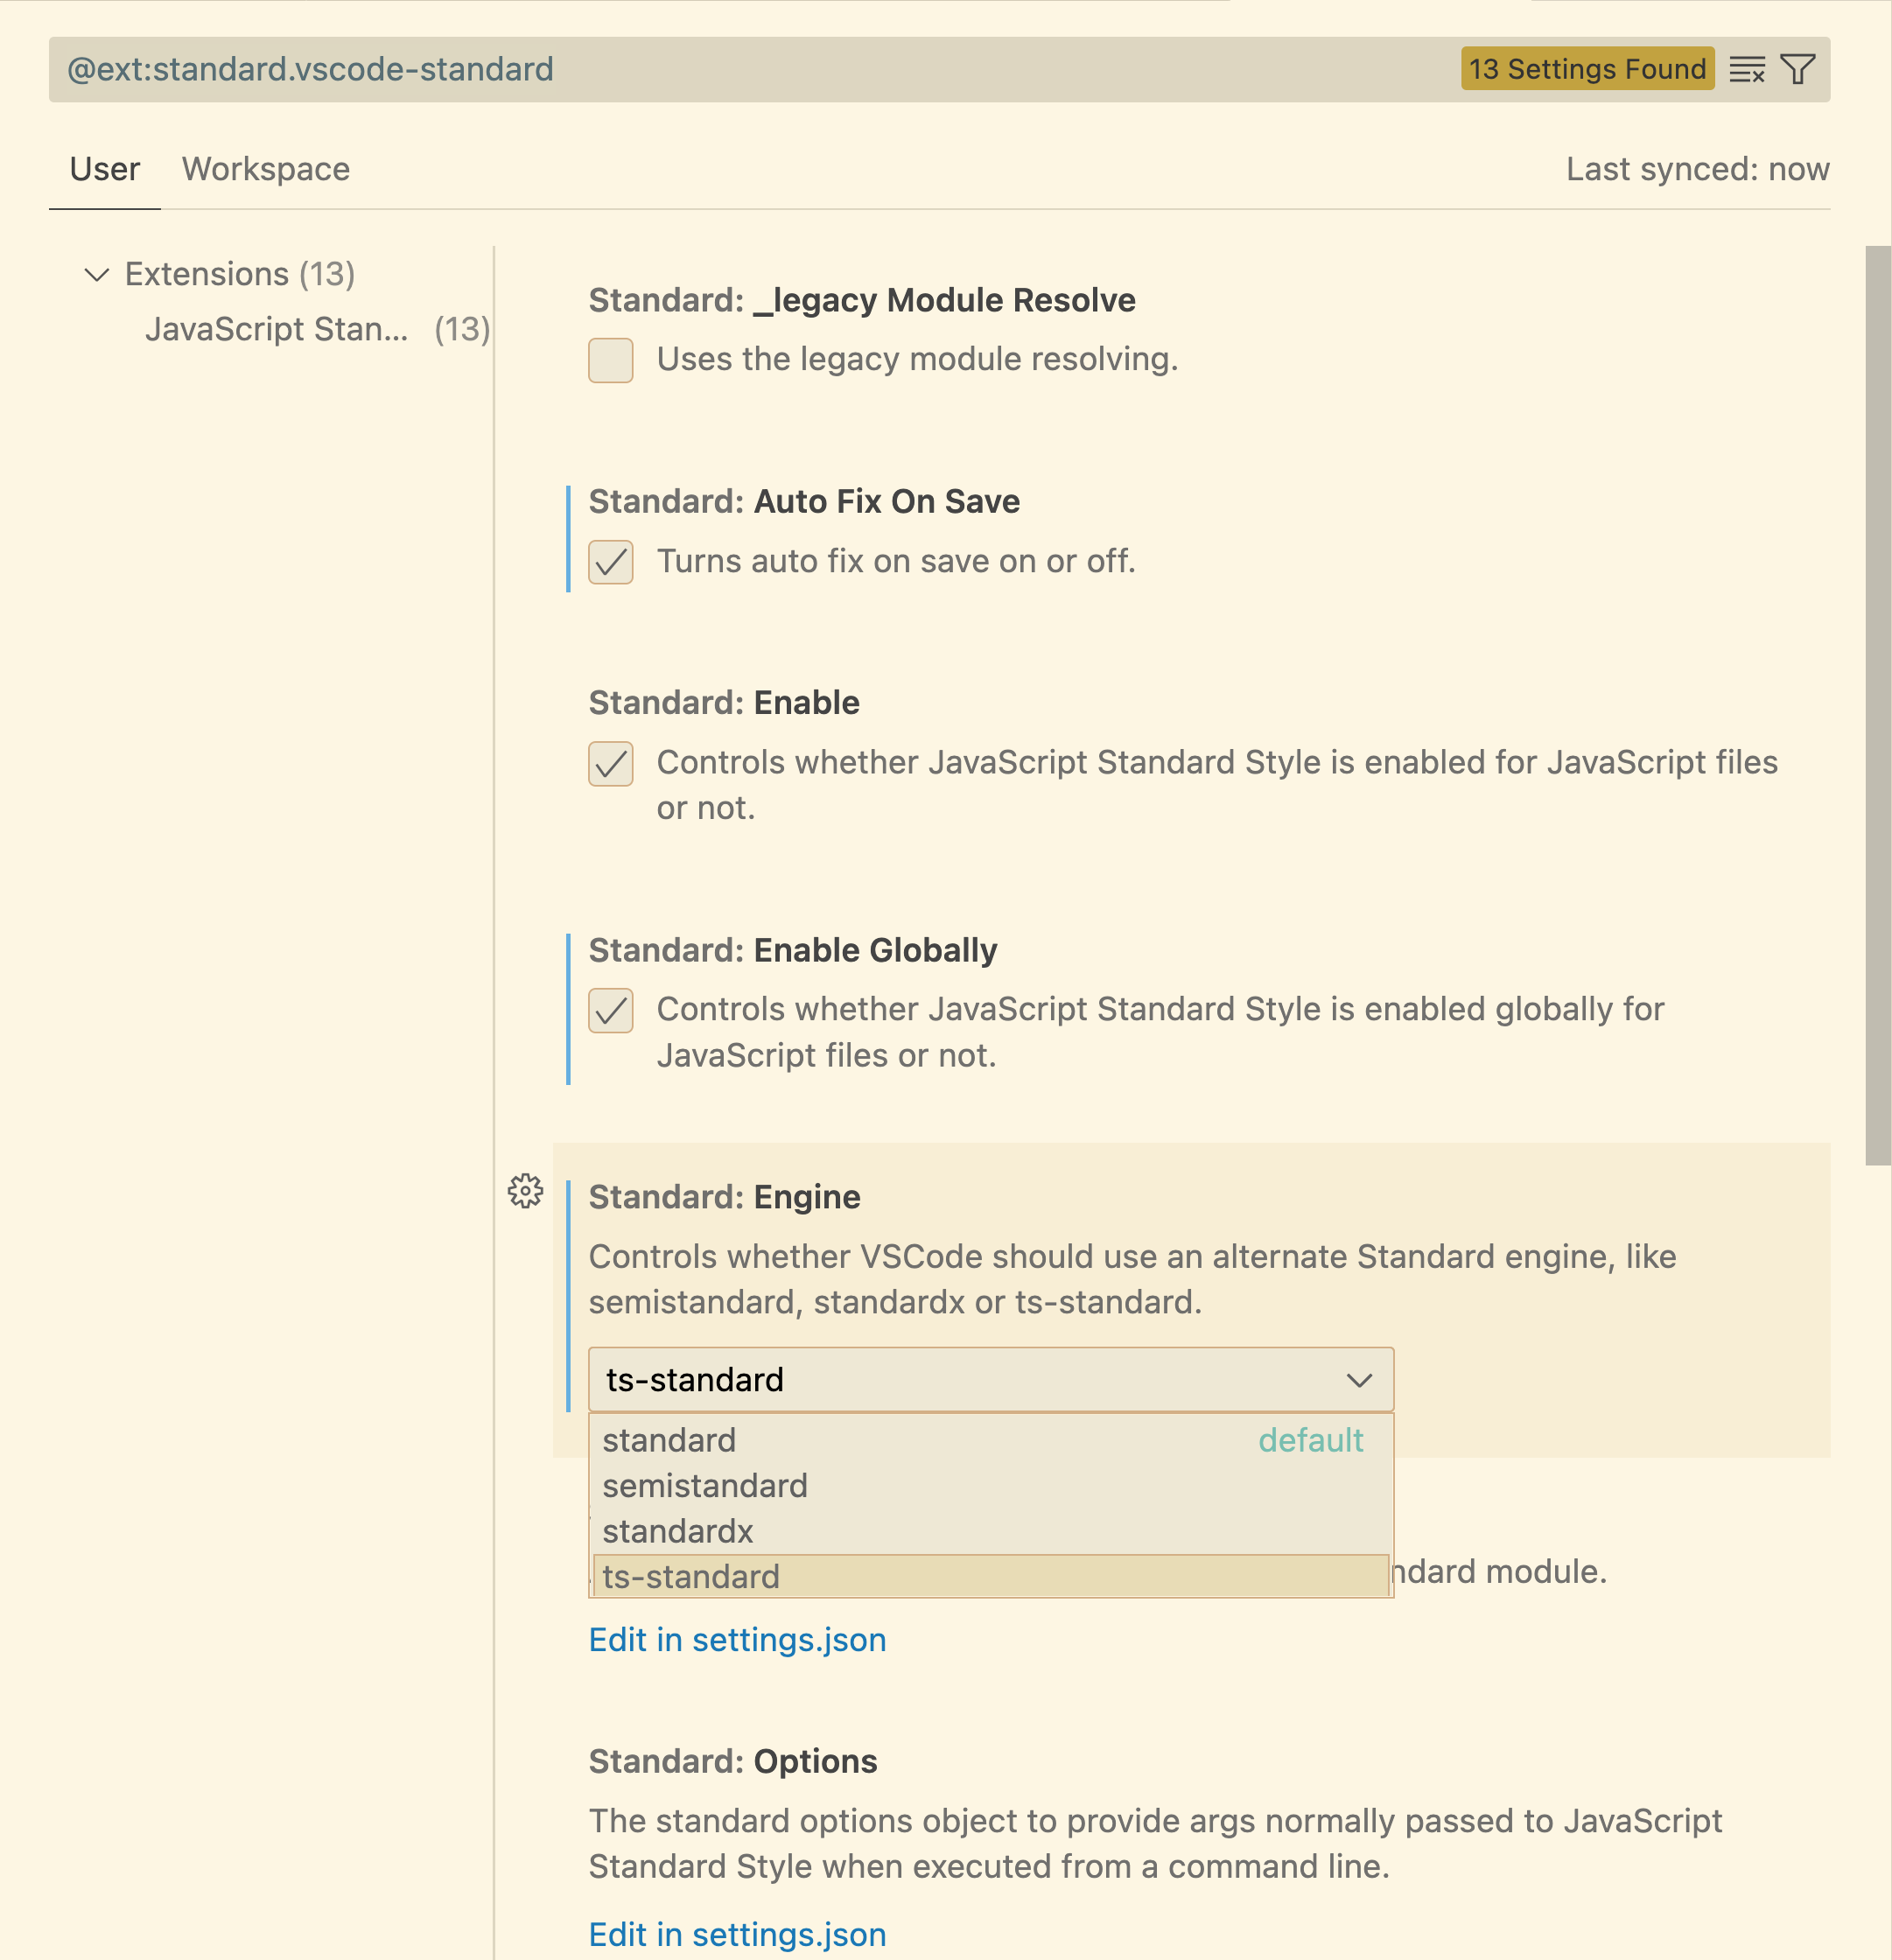 @ext:standard.vscode-standard
13 Settings Found
User
Workspace
Last synced: now
Extensions (13)
JavaScript Stan... (13)
Standard: _legacy Module Resolve
Uses the legacy module resolving.
Standard: Auto Fix On Save
Turns auto fix on save on or off.
Standard: Enable
Controls whether JavaScript Standard Style is enabled for JavaScript files
or not.
Standard: Enable Globally
Controls whether JavaScript Standard Style is enabled globally for
JavaScript files or not.
Standard: Engine
Controls whether VSCode should use an alternate Standard engine, like
semistandard, standardx or ts-standard.
ts-standard
standard default
semistandard
standardx
ts-standard
ndard module.
Edit in settings.json
Standard: Options
The standard options object to provide args normally passed to JavaScript
Standard Style when executed from a command line.
Edit in settings.json